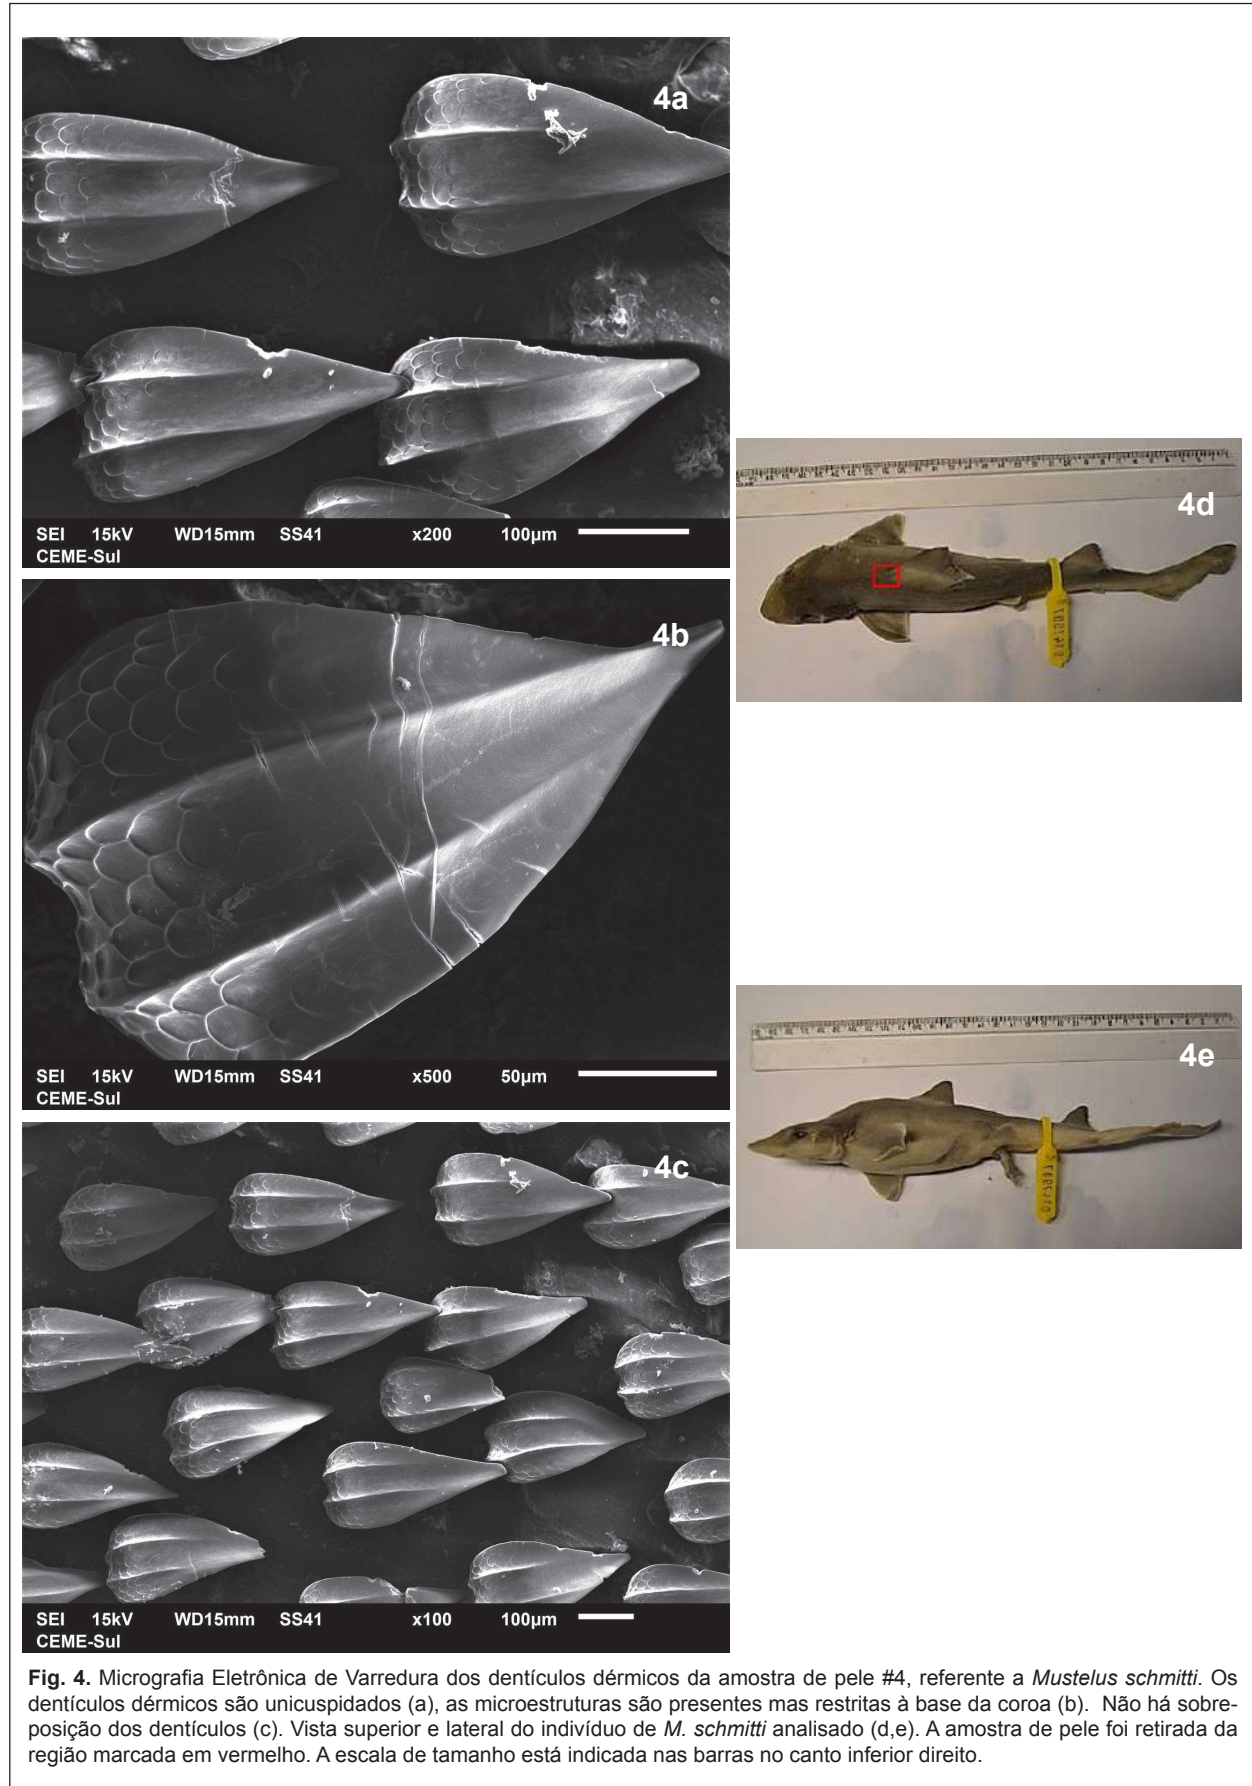 4a
SEI 15kV WD15mm SS41 x200 100µm
CEME-Sul
4b
SEI 15kV WD15mm SS41 x500 50µm
CEME-Sul
4c
SEI 15kV WD15mm SS41 x100 100µm
CEME-Sul
4d
4e
Fig. 4. Micrografia Eletrônica de Varredura dos dentículos dérmicos da amostra de pele #4, referente a Mustelus schmitti. Os
dentículos dérmicos são unicuspidados (a), as microestruturas são presentes mas restritas à base da coroa (b). Não há sobre-
posição dos dentículos (c). Vista superior e lateral do indivíduo de M. schmitti analisado (d,e). A amostra de pele foi retirada da
região marcada em vermelho. A escala de tamanho está indicada nas barras no canto inferior direito.